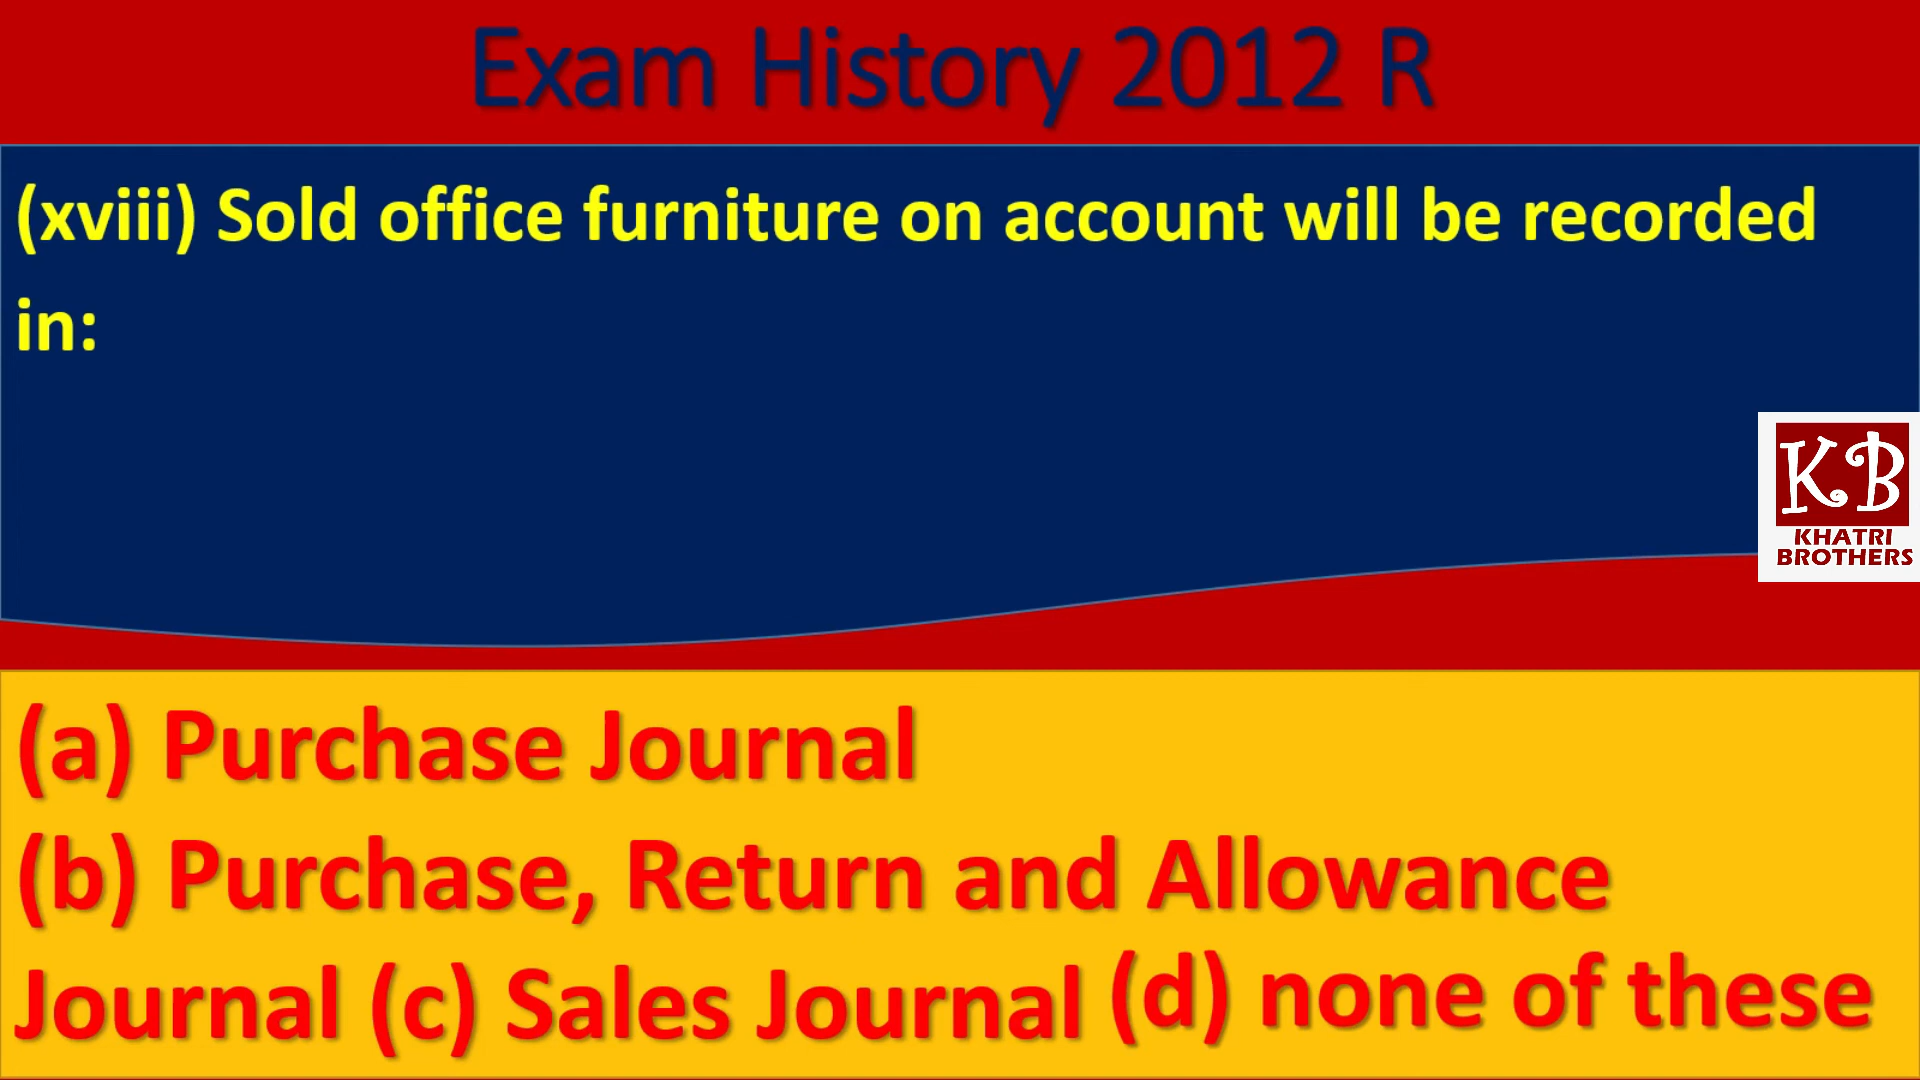 Exam History 2012 R
(xviii) Sold office furniture on account will be recorded
in:
KB
KHATRI
BROTHERS
(a) Purchase Journal
(b) Purchase, Return and Allowance
Journal (c) Sales Journal (d) none of these